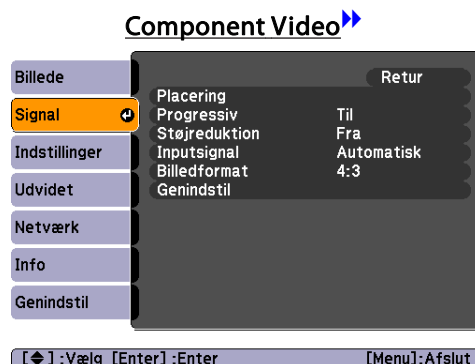 Component Video
Billede
Signal
Indstillinger
Udvidet
Netværk
Info
Genindstil
Retur
Placering
Progressiv Til
Støjreduktion Fra
Inputsignal Automatisk
Billedformat 4:3
Genindstil
[◆] :Vælg [Enter] :Enter [Menu]:Afslut